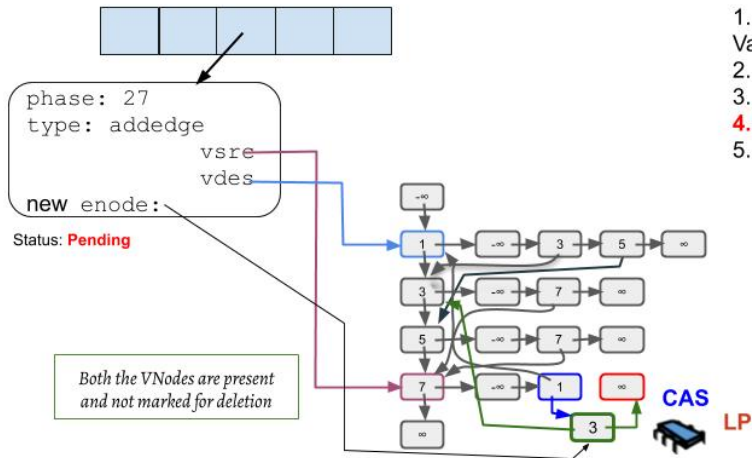 1.
Va
2.
3.
4.
5.
phase: 27
type: addedge
vsrc
vdes
new enode:
Status: Pending
-∞
1 -∞ 3 5 ∞
3 -∞ 7 ∞
5 -∞ 7 ∞
Both the VNodes are present
and not marked for deletion
7 -∞ 1 ∞ CAS
3 LP
∞